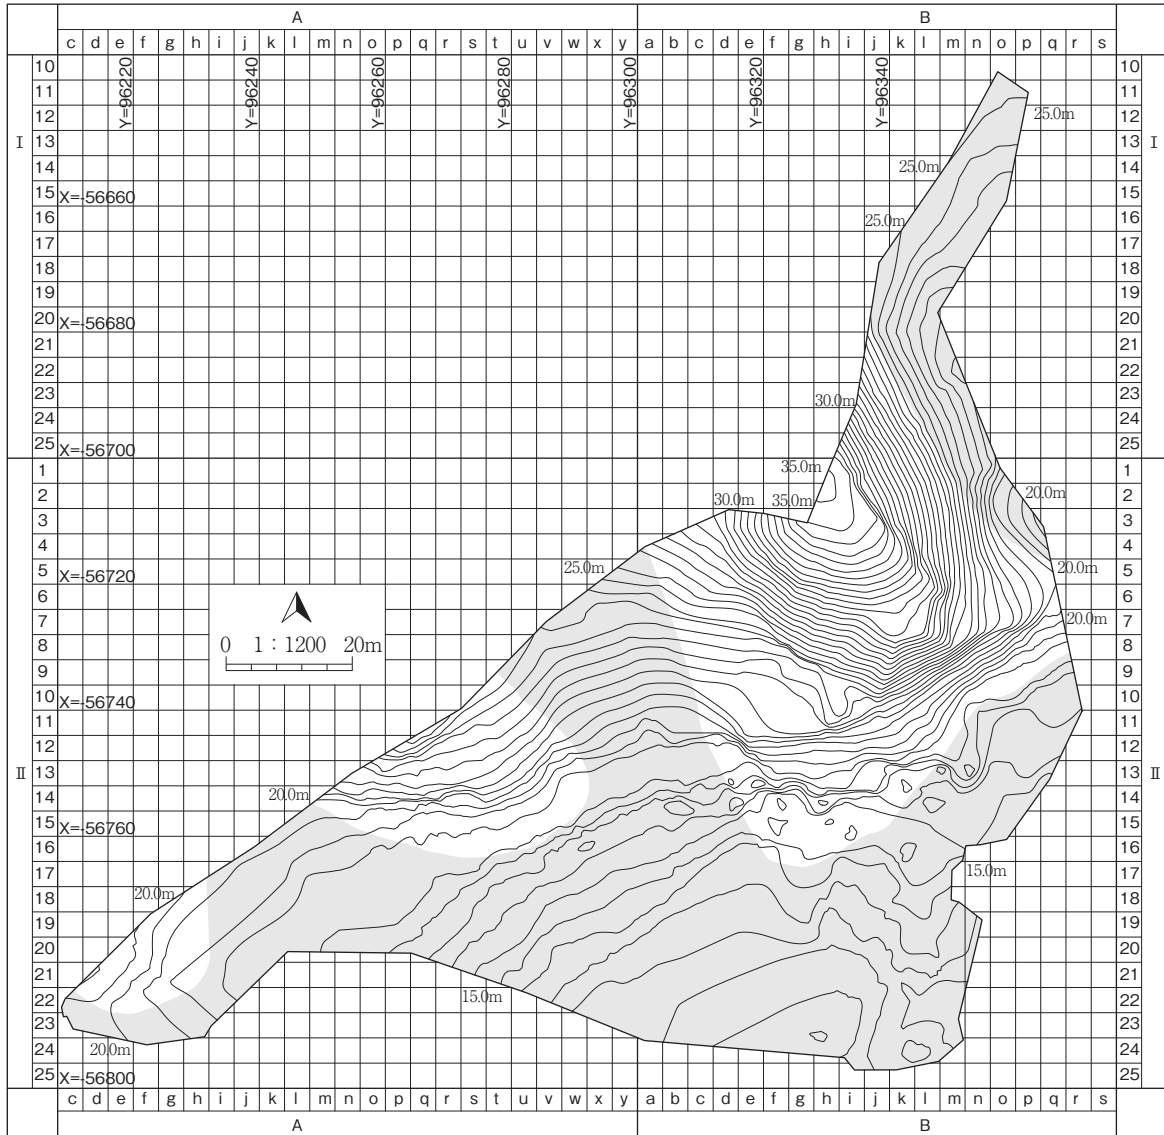 A B
c d e f g h i j k l m n o p q r s t u v w x y a b c d e f g h i j k l m n o p q r s
Y=96220 Y=96240 Y=96260 Y=96280 Y=96300 Y=96320 Y=96340
10 10
11 11
25.0m
12 12
Ⅰ 13 13 Ⅰ
14 25.0m 14
15 X=-56660 15
16 25.0m 16
17 17
18 18
19 19
20 X=-56680 20
21 21
22 22
23 30.0m 23
24 24
25 X=-56700 25
1 35.0m 1
2 30.0m 35.0m 20.0m 2
3 3
4 4
5 X=-56720 25.0m 20.0m 5
6 6
7 20.0m 7
8 0 1：1200 20m 8
9 9
10 X=-56740 10
11 11
12 12
Ⅱ 13 13 Ⅱ
14 20.0m 14
15 X=-56760 15
16 16
17 15.0m 17
18 20.0m 18
19 19
20 20
21 21
22 15.0m 22
23 23
24 20.0m 24
25 X=-56800 25
c d e f g h i j k l m n o p q r s t u v w x y a b c d e f g h i j k l m n o p q r s
A B